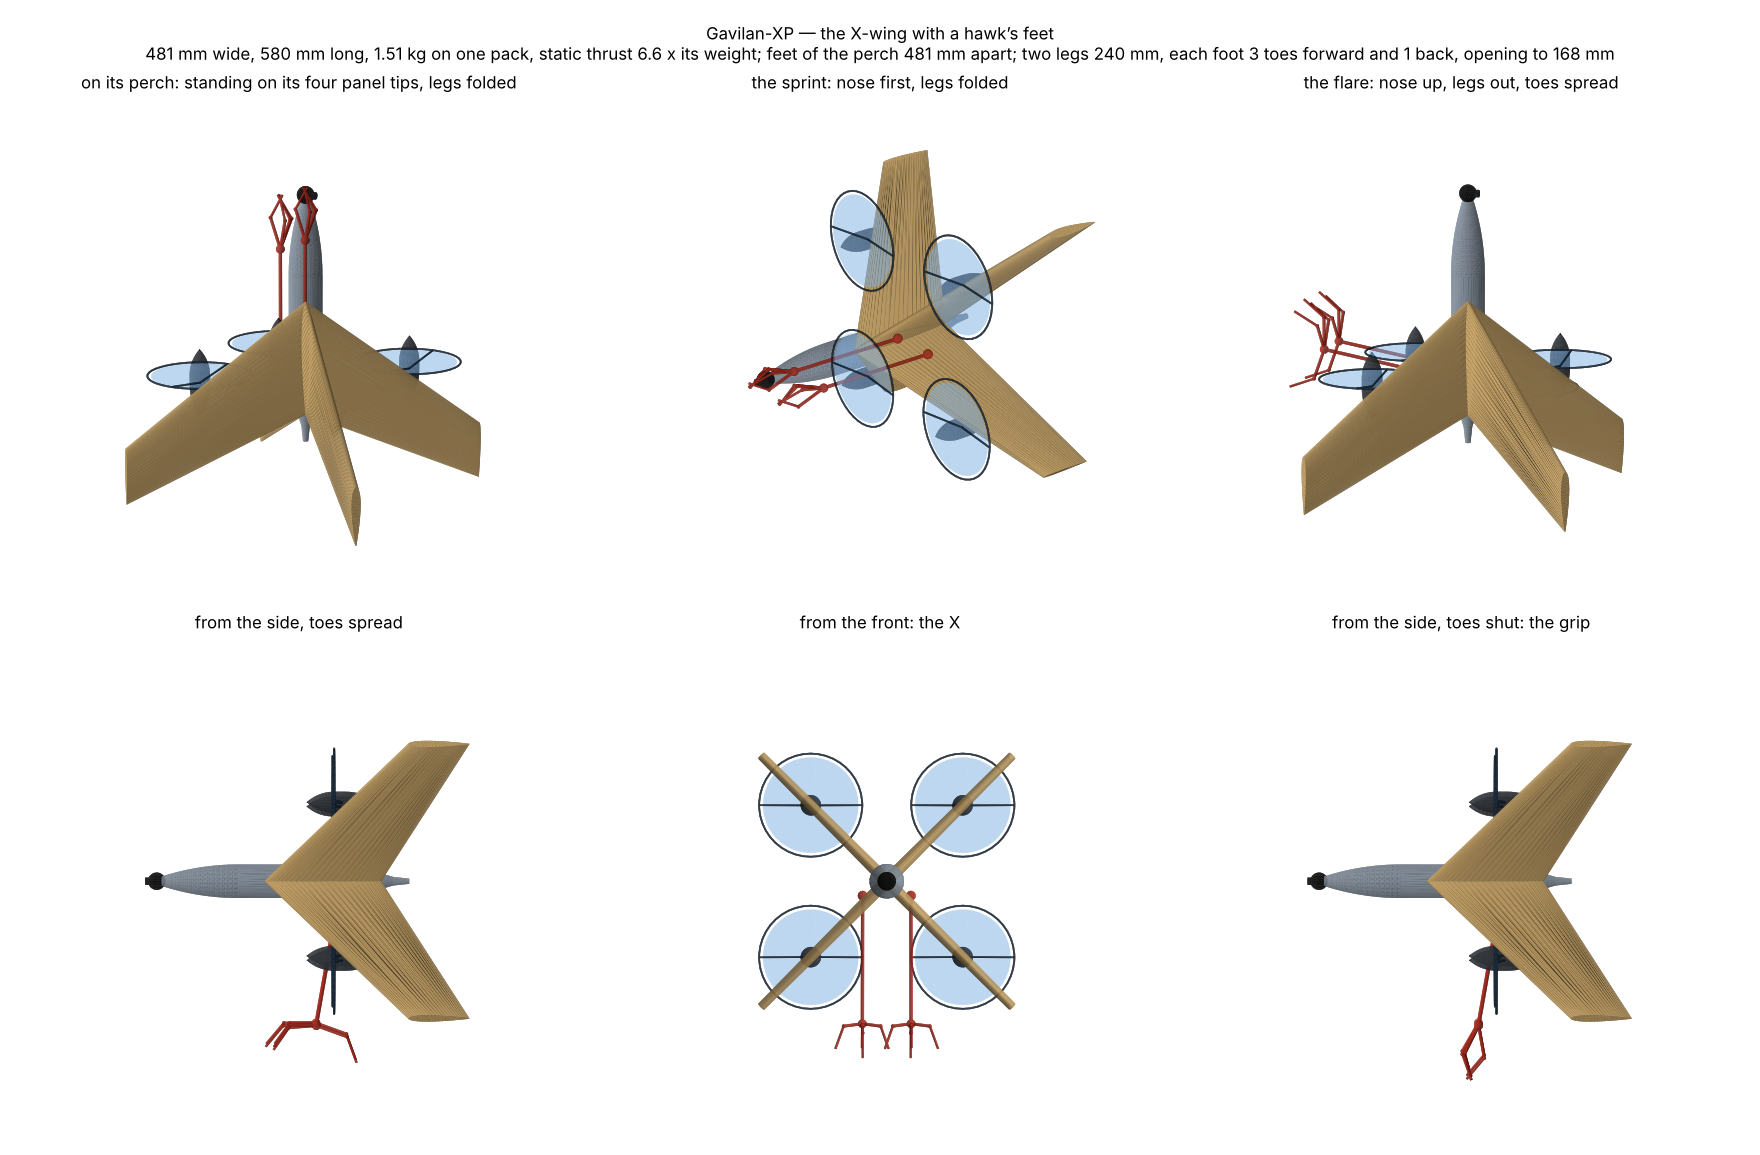 Gavilan-XP — the X-wing with a hawk’s feet
481 mm wide, 580 mm long, 1.51 kg on one pack, static thrust 6.6 x its weight; feet of the perch 481 mm apart; two legs 240 mm, each foot 3 toes forward and 1 back, opening to 168 mm
on its perch: standing on its four panel tips, legs folded
the sprint: nose first, legs folded
the flare: nose up, legs out, toes spread
from the side, toes spread
from the front: the X
from the side, toes shut: the grip